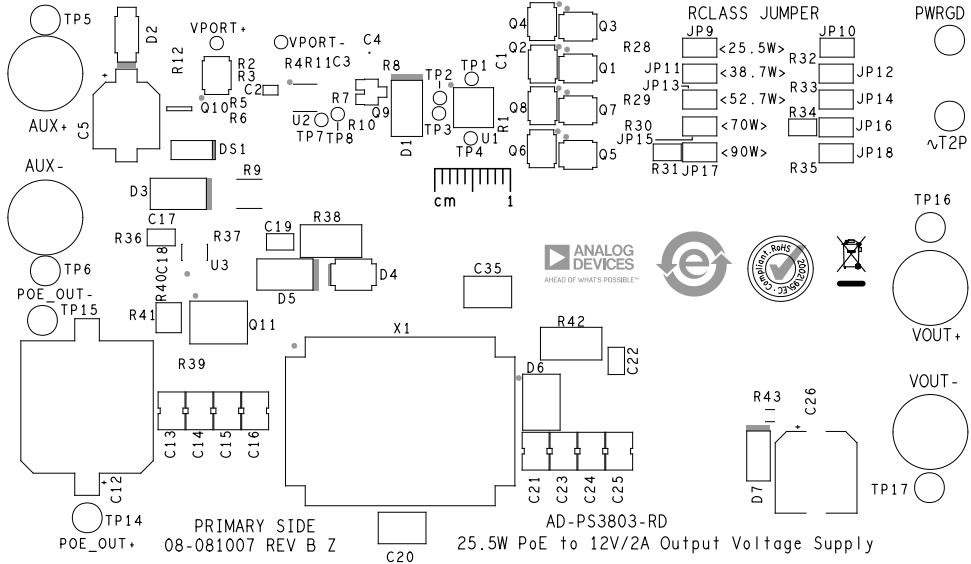 TP5
D2
R12
VPORT+
VPORT-
C4
Q4
Q3
RCLASS JUMPER
PWRGD
JP9
<25.5W>
JP10
AUX+
C5
R2
R3
C2
R4
R11
C3
R8
TP2
TP1
C1
Q2
Q1
R28
R32
JP11
<38.7W>
JP12
Q10
R5
R6
U2
R7
R10
Q9
TP7
TP8
D1
TP3
U1
R1
TP4
Q8
Q7
R29
JP13
<52.7W>
R33
JP14
R30
JP15
<70W>
R34
JP16
∿T2P
DS1
Q6
Q5
R31
JP17
<90W>
R35
JP18
AUX-
D3
R9
cm
1
TP16
C17
R36
C18
R37
U3
C19
R38
ANALOG
DEVICES
AHEAD OF WHAT'S POSSIBLE™
e
Compliant RoHS
2002/95/EC
TP6
POE_OUT-
TP15
R40
R41
Q11
D5
D4
C35
VOUT+
X1
R42
C22
R39
D6
VOUT-
R43
C26
C13
C14
C15
C16
C12
C21
C23
C24
C25
D7
TP17
TP14
POE_OUT+
PRIMARY SIDE
08-081007 REV B Z
C20
AD-PS3803-RD
25.5W PoE to 12V/2A Output Voltage Supply